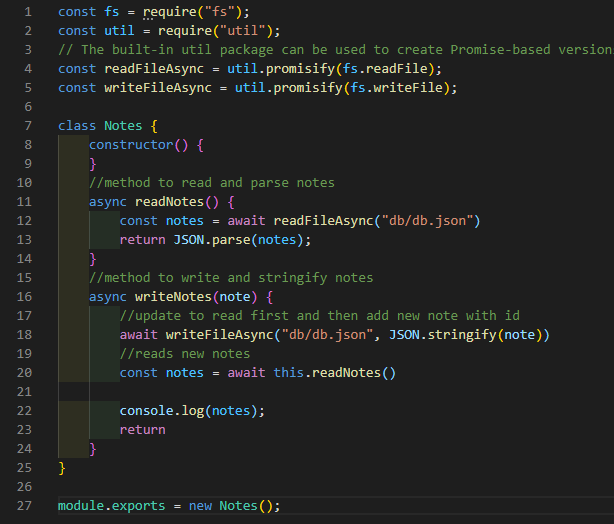 1 const fs = require("fs");
2 const util = require("util");
3 // The built-in util package can be used to create Promise-based version
4 const readFileAsync = util.promisify(fs.readFile);
5 const writeFileAsync = util.promisify(fs.writeFile);
6
7 class Notes {
8 constructor() {
9 }
10 //method to read and parse notes
11 async readNotes() {
12 const notes = await readFileAsync("db/db.json")
13 return JSON.parse(notes);
14 }
15 //method to write and stringify notes
16 async writeNotes(note) {
17 //update to read first and then add new note with id
18 await writeFileAsync("db/db.json", JSON.stringify(note))
19 //reads new notes
20 const notes = await this.readNotes()
21
22 console.log(notes);
23 return
24 }
25 }
26
27 module.exports = new Notes();